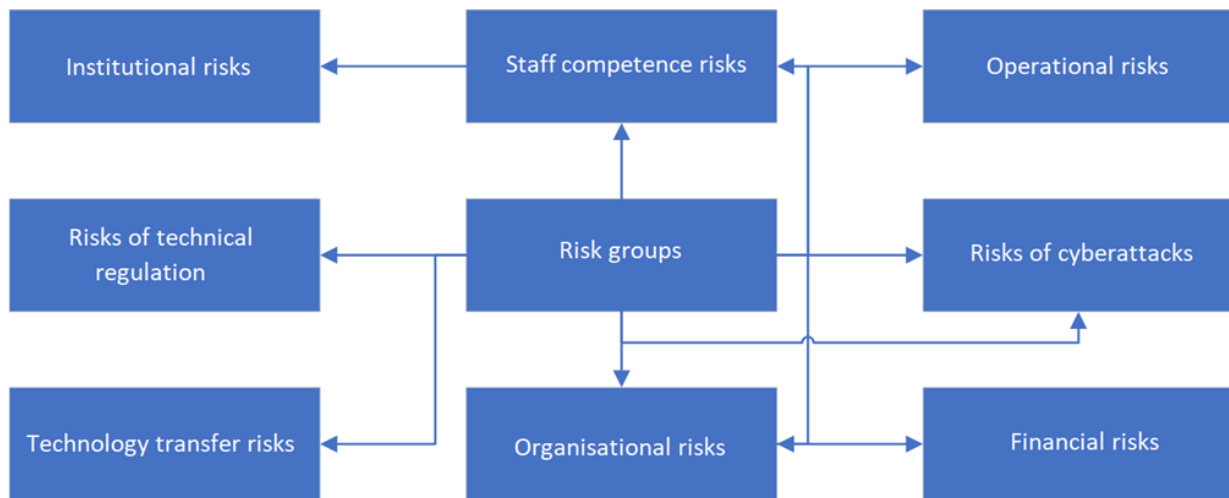 Institutional risks
Staff competence risks
Operational risks
Risks of technical
regulation
Risk groups
Risks of cyberattacks
Technology transfer risks
Organisational risks
Financial risks